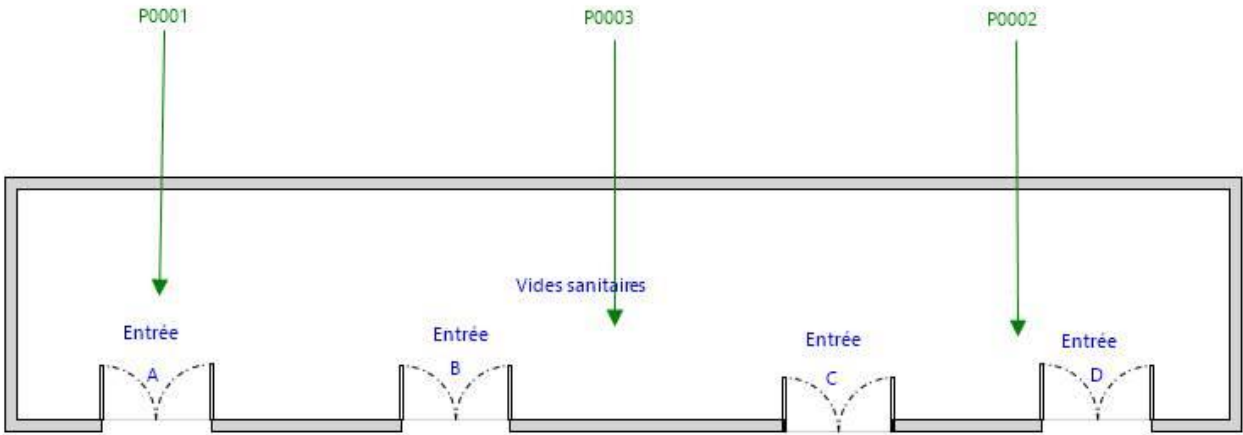 P0001
P0003
P0002
Vides sanitaires
Entrée
A
Entrée
B
Entrée
C
Entrée
D